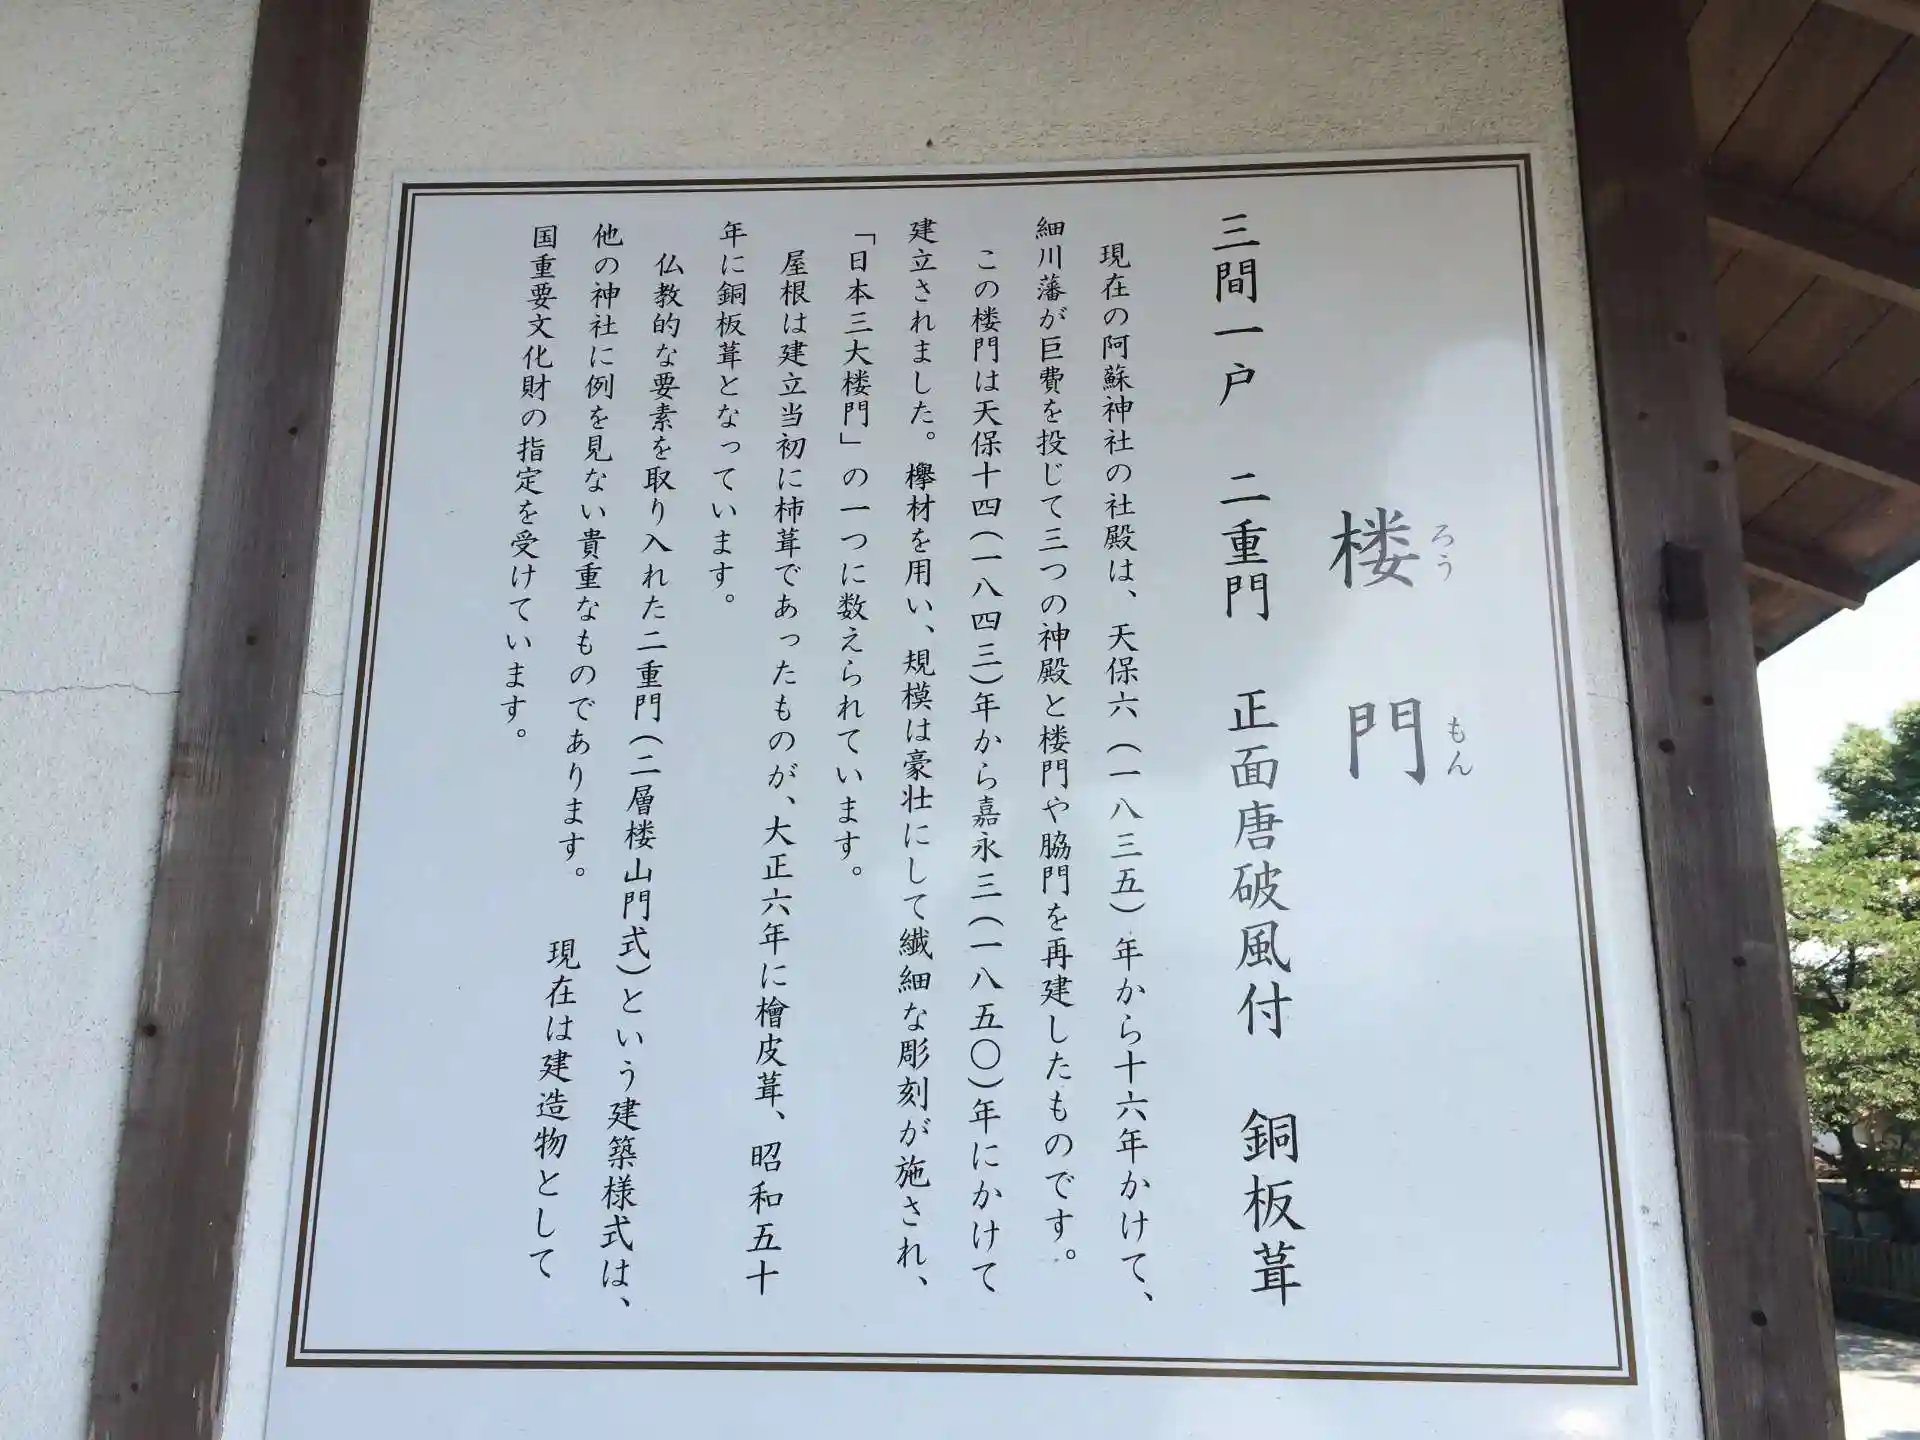 楼門
ろうもん
三間一戸　二重門　正面唐破風付　銅板葺
現在の阿蘇神社の社殿は、天保六(一八三五)年から十六年かけて、
細川藩が巨費を投じて三つの神殿と楼門や脇門を再建したものです。
この楼門は天保十四(一八四三)年から嘉永三(一八五〇)年にかけて
建立されました。欅材を用い、規模は豪壮にして繊細な彫刻が施され、
「日本三大楼門」の一つに数えられています。
屋根は建立当初に杮葺であったものが、大正六年に檜皮葺、昭和五十
年に銅板葺となっています。
仏教的な要素を取り入れた二重門(二層楼山門式)という建築様式は、
他の神社に例を見ない貴重なものであります。　現在は建造物として
国重要文化財の指定を受けています。